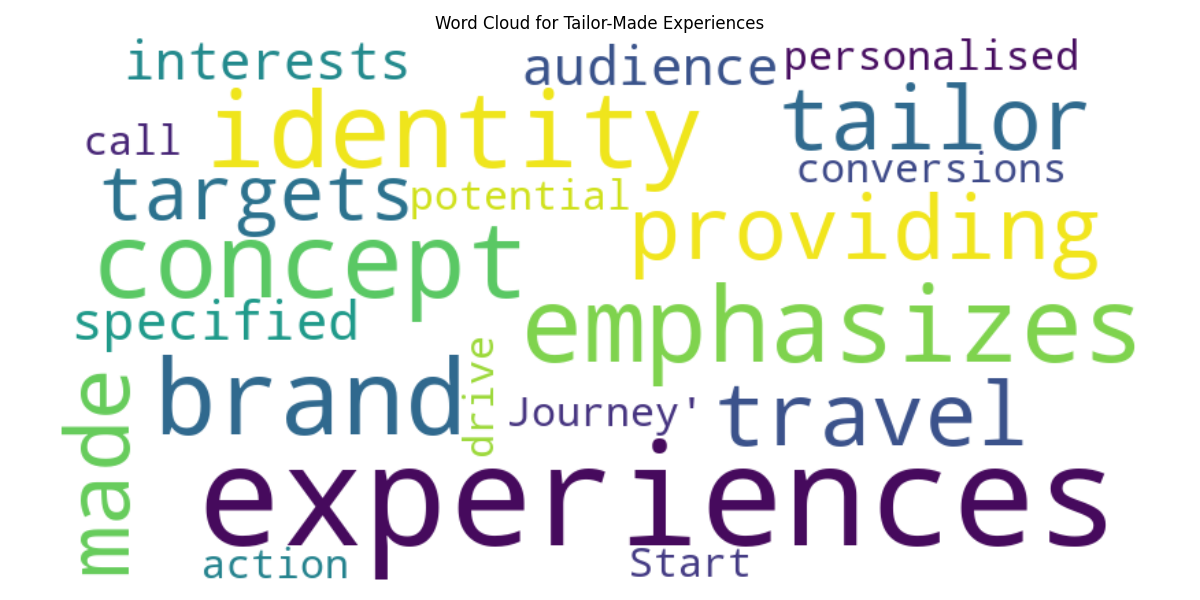 Word Cloud for Tailor-Made Experiences
interests
audience
personalised
identity
tailor
call
conversions
targets
potential
providing
concept
emphasizes
specified
drive
made
brand
Journey'
travel
experiences
action
Start